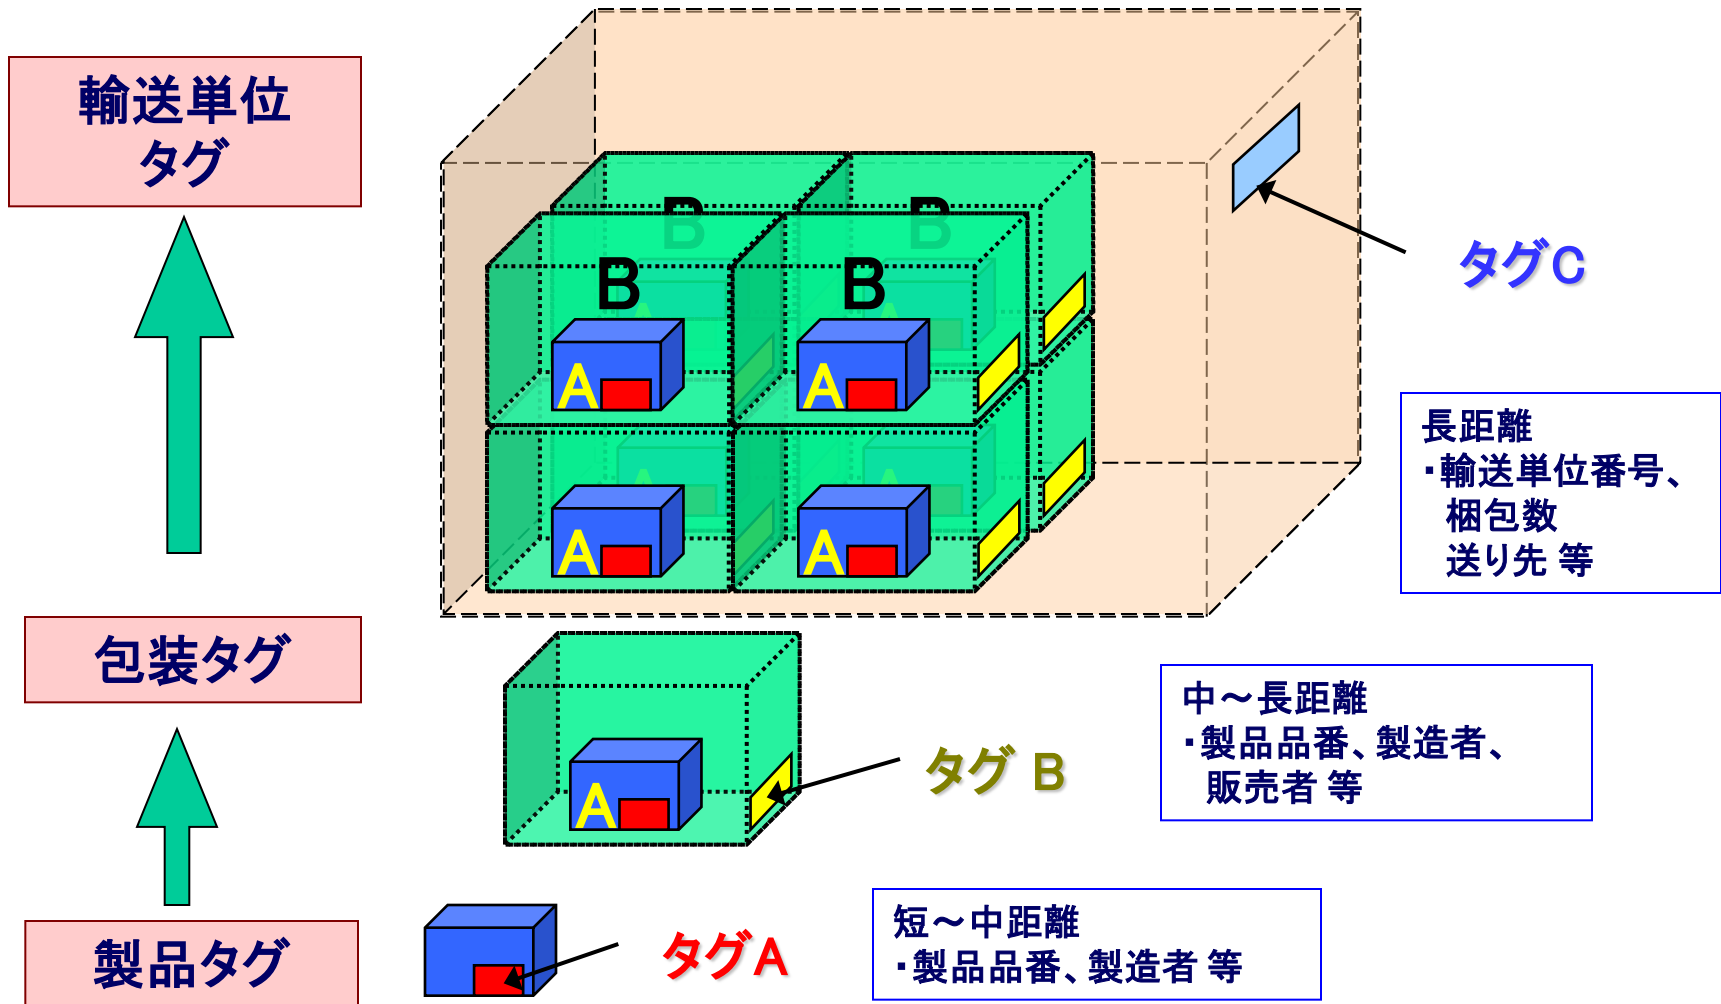 輸送単位
タグ
B
B
B
B
A
A
A
A
A
A
A
タグC
長距離
・輸送単位番号、
梱包数
送り先 等
包装タグ
A
タグ B
中～長距離
・製品品番、製造者、
販売者 等
製品タグ
タグA
短～中距離
・製品品番、製造者 等